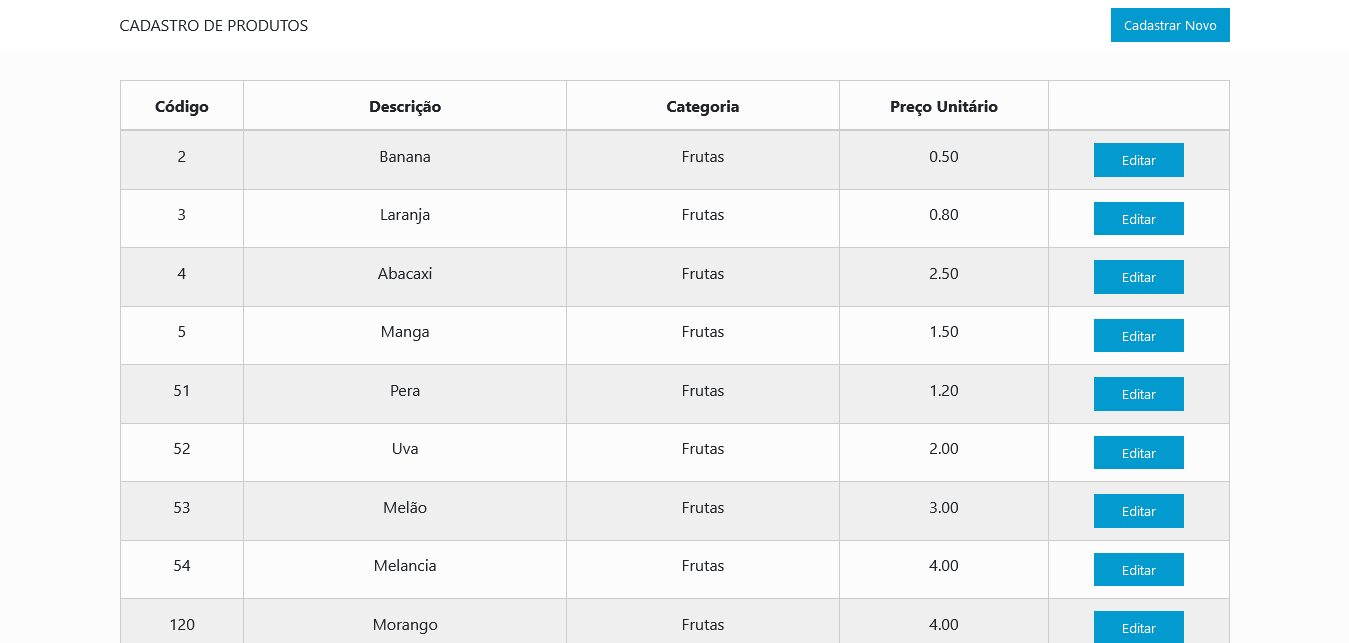 CADASTRO DE PRODUTOS Cadastrar Novo
Código Descrição Categoria Preço Unitário
2 Banana Frutas 0.50 Editar
3 Laranja Frutas 0.80 Editar
4 Abacaxi Frutas 2.50 Editar
5 Manga Frutas 1.50 Editar
51 Pera Frutas 1.20 Editar
52 Uva Frutas 2.00 Editar
53 Melão Frutas 3.00 Editar
54 Melancia Frutas 4.00 Editar
120 Morango Frutas 4.00 Editar